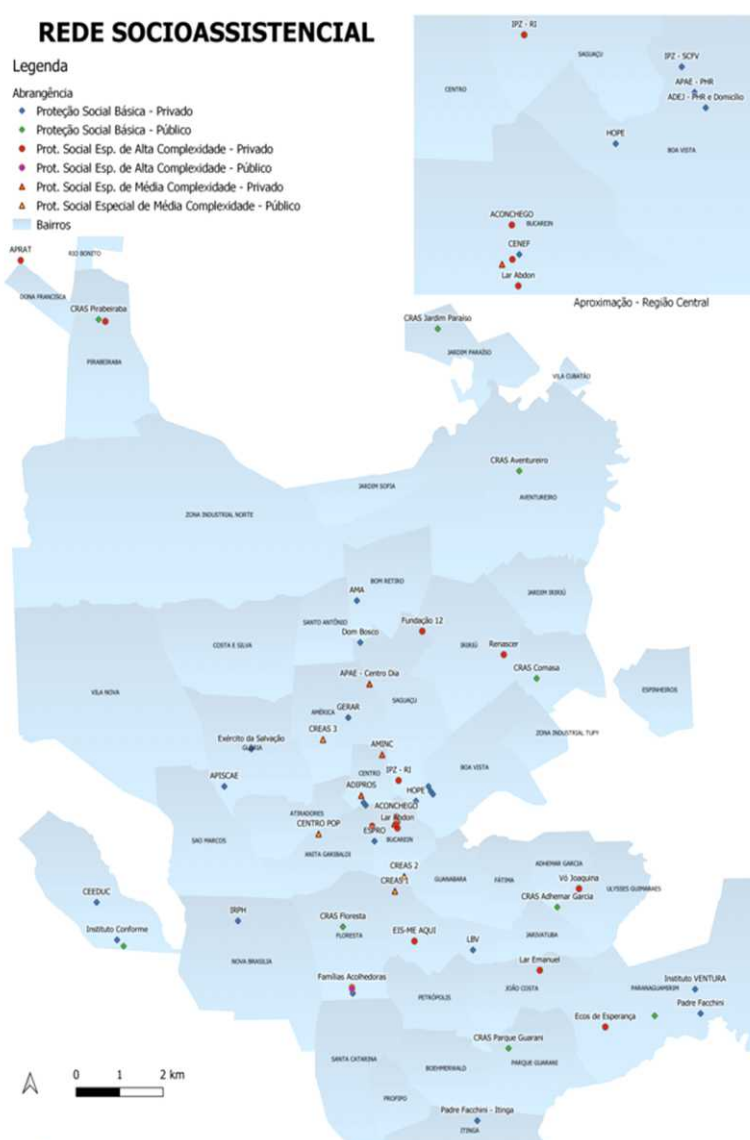 REDE SOCIOASSISTENCIAL
Legenda
Abrangência
Proteção Social Básica - Privado
Proteção Social Básica - Público
Prot. Social Esp. de Alta Complexidade - Privado
Prot. Social Esp. de Alta Complexidade - Público
Prot. Social Esp. de Média Complexidade - Privado
Prot. Social Especial de Média Complexidade - Público
Bairros
IPZ - RI
SAGUAÇU
IPZ - SCFV
CENTRO
APAE - PHR
ADEJ - PHR e Domicílio
HOPE
BOA VISTA
ACONCHEGO
BUCAREIN
CENEF
Lar Abdon
Aproximação - Região Central
APRAT
RIO BONITO
DONA FRANCISCA
CRAS Pirabeiraba
PIRABEIRABA
CRAS Jardim Paraíso
JARDIM PARAÍSO
VILA CUBATÃO
CRAS Aventureiro
JARDIM SOFIA
AVENTUREIRO
ZONA INDUSTRIAL NORTE
BOM RETIRO
AMA
JARDIM IRIRIÚ
SANTO ANTÔNIO
Fundação 12
Dom Bosco
COSTA E SILVA
IRIRIÚ
Renascer
CRAS Comasa
APAE - Centro Dia
VILA NOVA
ESPINHEIROS
SAGUAÇU
AMÉRICA
GERAR
CREAS 3
ZONA INDUSTRIAL TUPY
Exército da Salvação
GLÓRIA
AMINC
BOA VISTA
CENTRO
IPZ - RI
APISCAE
HOPE
ADIPROS
ACONCHEGO
ATIRADORES
Lar Abdon
CENTRO POP
ESPRO
SAO MARCOS
BUCAREIN
ANITA GARIBALDI
CREAS 2
ADHEMAR GARCIA
CREAS 1
GUANABARA
FÁTIMA
Vó Joaquina
ULYSSES GUIMARAES
CEEDUC
CRAS Adhemar Garcia
IRPH
CRAS Floresta
Instituto Conforme
FLORESTA
EIS-ME AQUI
LBV
JARIVATUBA
NOVA BRASILIA
Lar Emanuel
Famílias Acolhedoras
Instituto VENTURA
JOÃO COSTA
PARANAGUAMIRIM
PETRÓPOLIS
Padre Facchini
Ecos de Esperança
CRAS Parque Guarani
SANTA CATARINA
BOEHMERWALD
PARQUE GUARANI
0 1 2 km
PROFIPO
Padre Facchini - Itinga
ITINGA